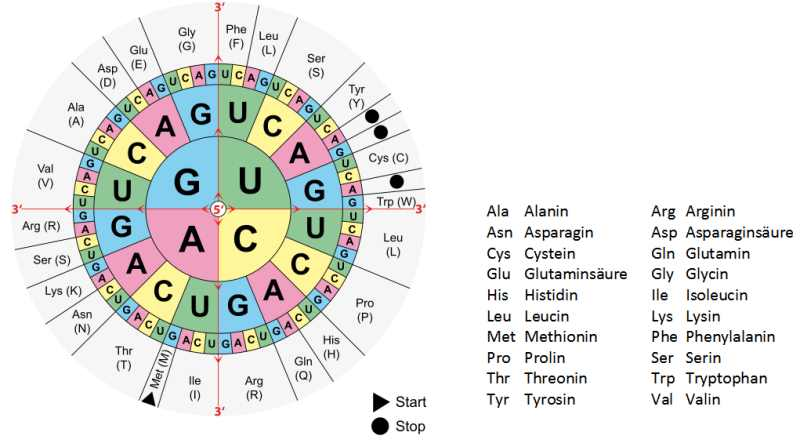 3'
Phe
(F)
Leu
(L)
Ser
(S)
Tyr
(Y)
Cys (C)
Trp (W)
3'
Leu
(L)
Pro
(P)
His
(H)
Gln
(Q)
Arg
(R)
3'
Ile
(I)
Met (M)
Thr
(T)
Asn
(N)
Lys (K)
Ser (S)
Arg (R)
3'
Val
(V)
Ala
(A)
Asp
(D)
Glu
(E)
Gly
(G)
U C A G U C A G U C A G U C A G
U C A G U C A G U C A G U C A G
U C A G U C A G U C A G U C A G
U C A G U C A G U C A G U C A G
U C A G
U C A G
U C A G
U C A G
G U
5'
A C
Start
Stop
Ala Alanin
Asn Asparagin
Cys Cystein
Glu Glutaminsäure
His Histidin
Leu Leucin
Met Methionin
Pro Prolin
Thr Threonin
Tyr Tyrosin
Arg Arginin
Asp Asparaginsäure
Gln Glutamin
Gly Glycin
Ile Isoleucin
Lys Lysin
Phe Phenylalanin
Ser Serin
Trp Tryptophan
Val Valin